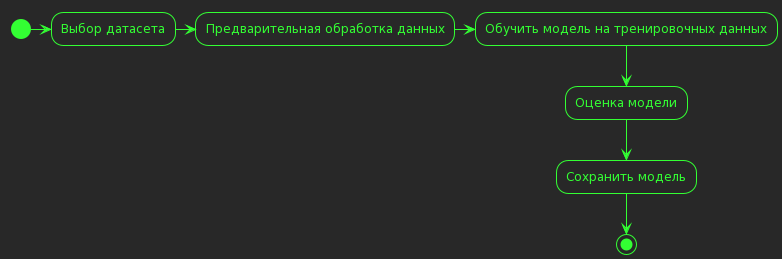 Выбор датасета
Предварительная обработка данных
Обучить модель на тренировочных данных
Оценка модели
Сохранить модель